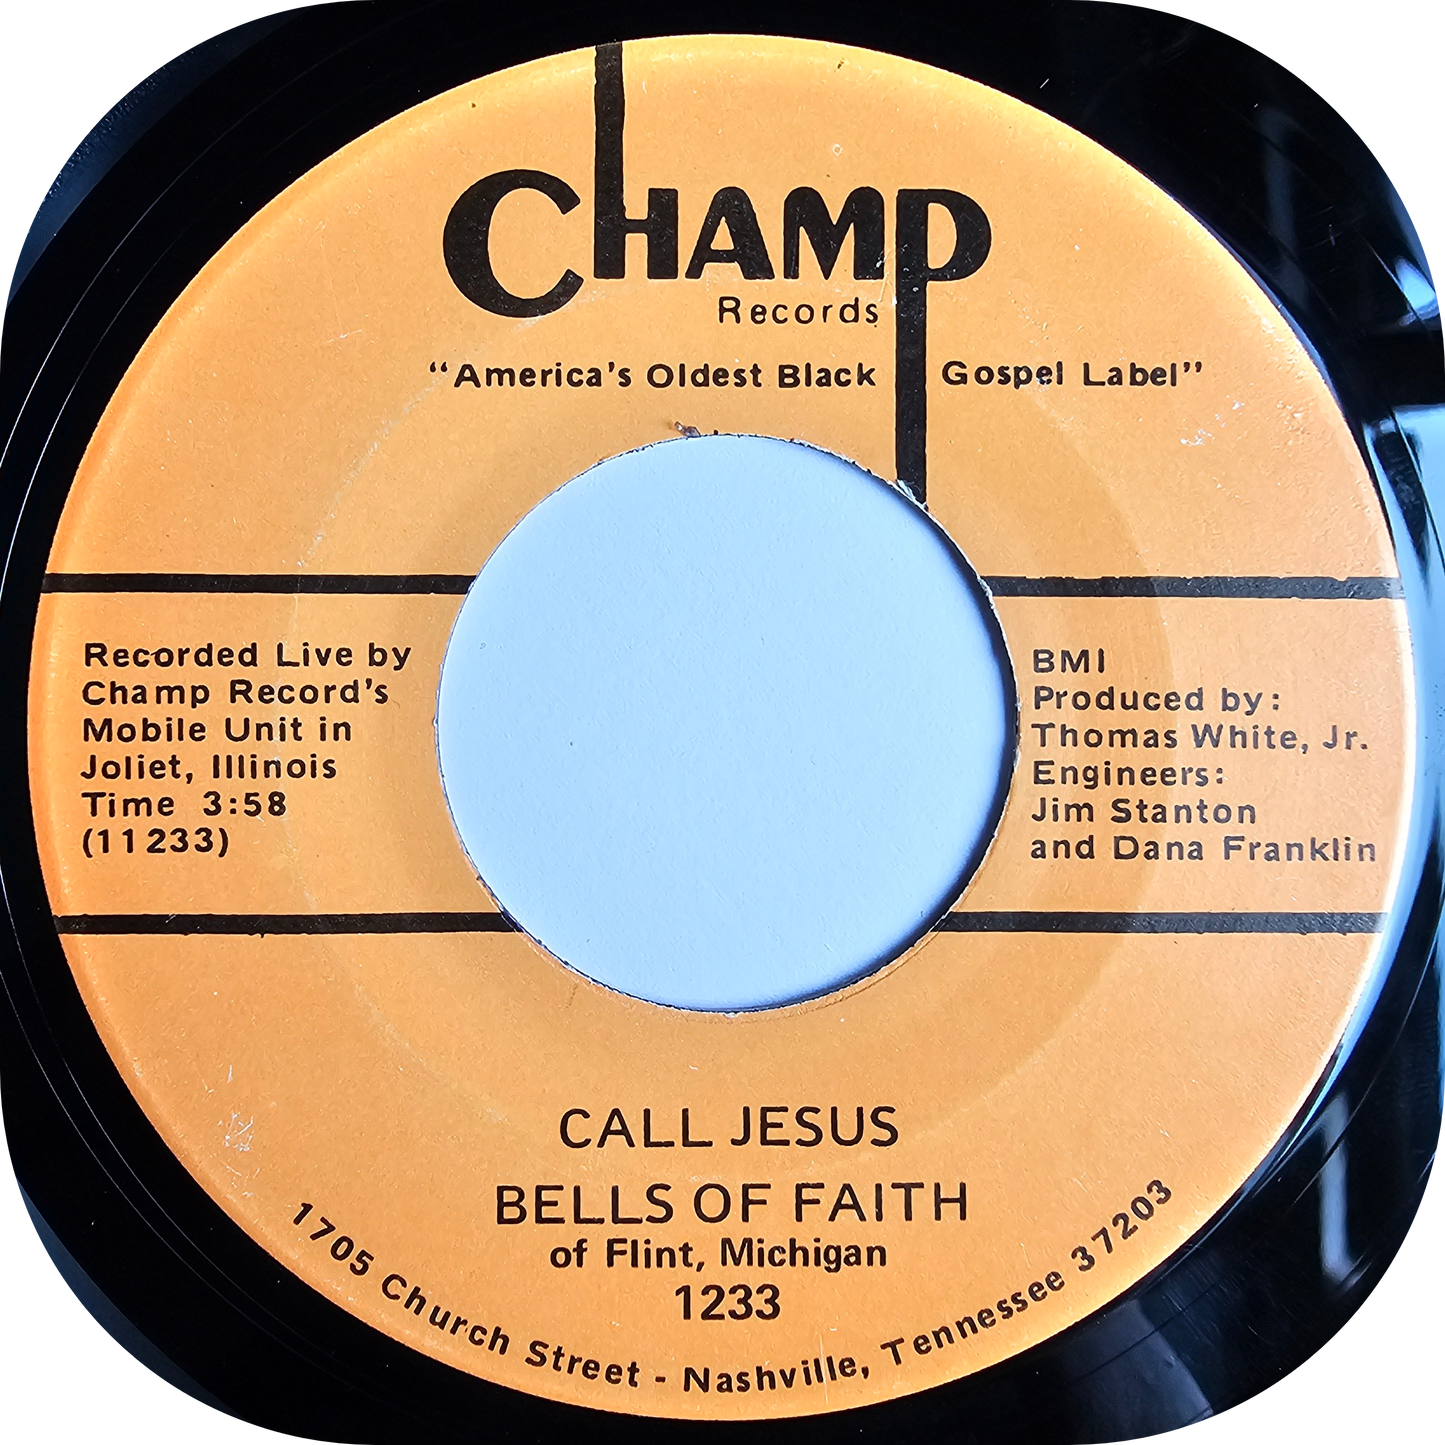 CHAMP
Records
“America's Oldest Black Gospel Label”
Recorded Live by
Champ Record's
Mobile Unit in
Joliet, Illinois
Time 3:58
(11233)
BMI
Produced by:
Thomas White, Jr.
Engineers:
Jim Stanton
and Dana Franklin
CALL JESUS
BELLS OF FAITH
of Flint, Michigan
1233
1705 Church Street - Nashville, Tennessee 37203